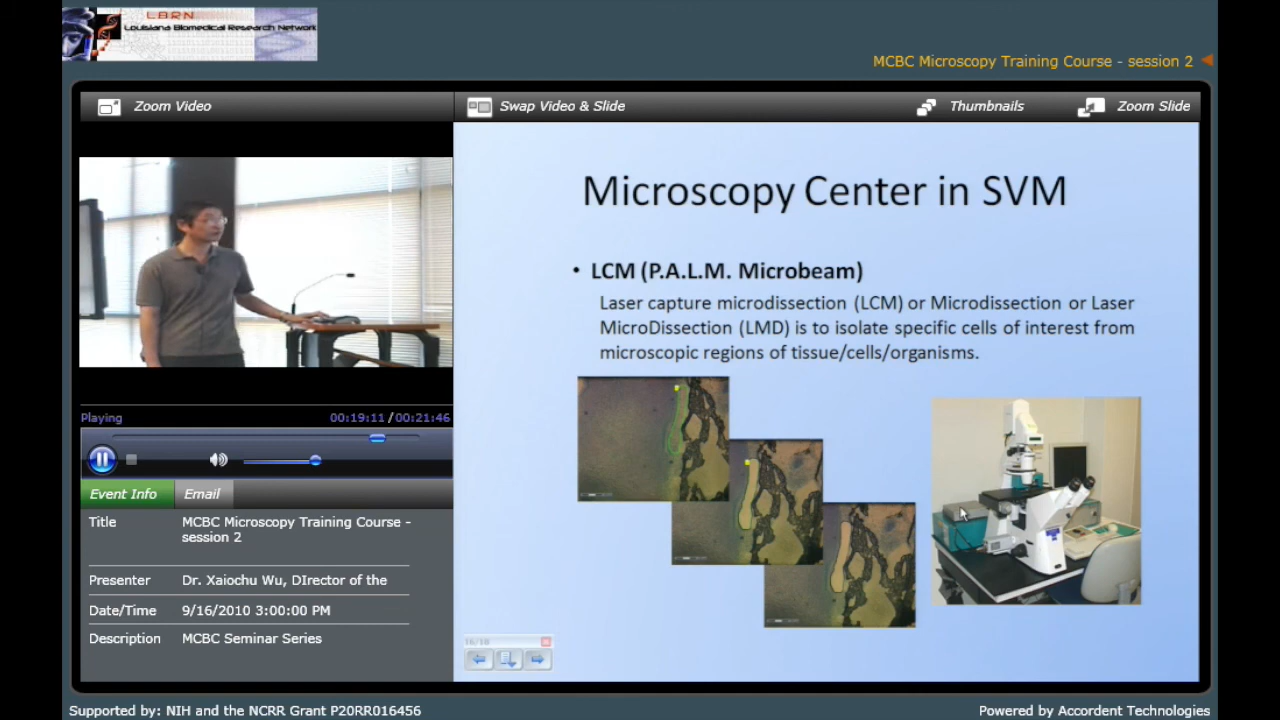 LBRN
Louisiana Biomedical Research Network
MCBC Microscopy Training Course - session 2
Zoom Video
Swap Video & Slide
Thumbnails
Zoom Slide
Microscopy Center in SVM
• LCM (P.A.L.M. Microbeam)
Laser capture microdissection (LCM) or Microdissection or Laser
MicroDissection (LMD) is to isolate specific cells of interest from
microscopic regions of tissue/cells/organisms.
Playing
00:19:11 / 00:21:46
Event Info
Email
Title
MCBC Microscopy Training Course -
session 2
Presenter
Dr. Xaiochu Wu, DIrector of the
Date/Time
9/16/2010 3:00:00 PM
Description
MCBC Seminar Series
Supported by: NIH and the NCRR Grant P20RR016456
Powered by Accordent Technologies